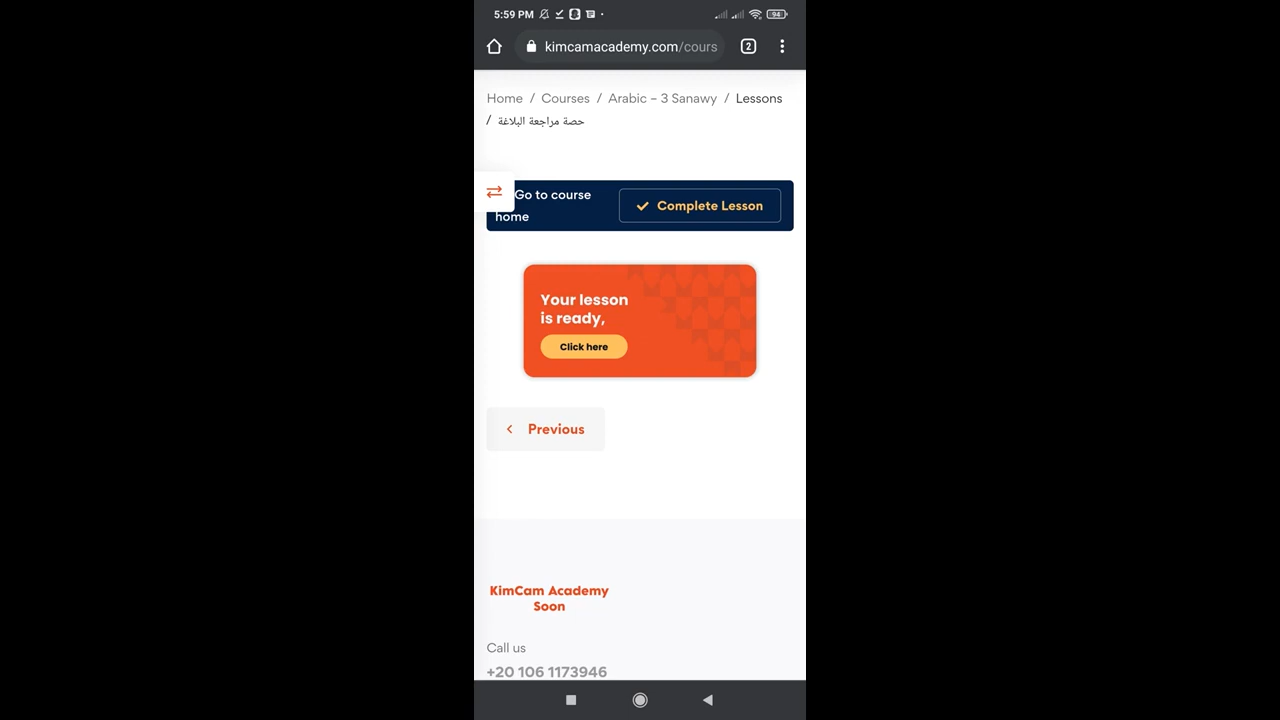 5:59 PM
94
kimcamacademy.com/cours
2
Home / Courses / Arabic – 3 Sanawy / Lessons
/ حصة مراجعة البلاغة
Go to course
home
Complete Lesson
Your lesson
is ready,
Click here
Previous
KimCam Academy
Soon
Call us
+20 106 1173946